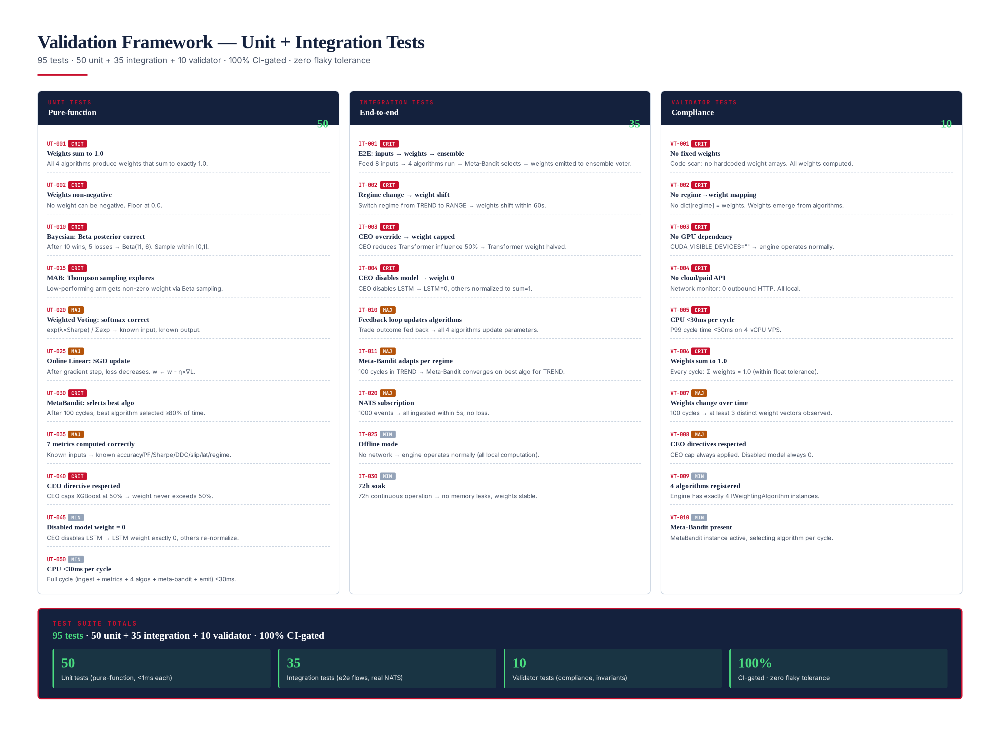 Validation Framework — Unit + Integration Tests
95 tests · 50 unit + 35 integration + 10 validator · 100% CI-gated · zero flaky tolerance
UNIT TESTS
Pure-function
50
UT-001 CRIT
Weights sum to 1.0
All 4 algorithms produce weights that sum to exactly 1.0.
UT-002 CRIT
Weights non-negative
No weight can be negative. Floor at 0.0.
UT-010 CRIT
Bayesian: Beta posterior correct
After 10 wins, 5 losses → Beta(11, 6). Sample within [0,1].
UT-015 CRIT
MAB: Thompson sampling explores
Low-performing arm gets non-zero weight via Beta sampling.
UT-020 MAJ
Weighted Voting: softmax correct
exp(λ×Sharpe) / Σexp → known input, known output.
UT-025 MAJ
Online Linear: SGD update
After gradient step, loss decreases. w ← w - η×∇L.
UT-030 CRIT
MetaBandit: selects best algo
After 100 cycles, best algorithm selected ≥80% of time.
UT-035 MAJ
7 metrics computed correctly
Known inputs → known accuracy/PF/Sharpe/DDC/slip/lat/regime.
UT-040 CRIT
CEO directive respected
CEO caps XGBoost at 50% → weight never exceeds 50%.
UT-045 MIN
Disabled model weight = 0
CEO disables LSTM → LSTM weight exactly 0, others re-normalize.
UT-050 MIN
CPU <30ms per cycle
Full cycle (ingest + metrics + 4 algos + meta-bandit + emit) <30ms.
INTEGRATION TESTS
End-to-end
35
IT-001 CRIT
E2E: inputs → weights → ensemble
Feed 8 inputs → 4 algorithms run → Meta-Bandit selects → weights emitted to ensemble voter.
IT-002 CRIT
Regime change → weight shift
Switch regime from TREND to RANGE → weights shift within 60s.
IT-003 CRIT
CEO override → weight capped
CEO reduces Transformer influence 50% → Transformer weight halved.
IT-004 CRIT
CEO disables model → weight 0
CEO disables LSTM → LSTM=0, others normalized to sum=1.
IT-010 MAJ
Feedback loop updates algorithms
Trade outcome fed back → all 4 algorithms update parameters.
IT-011 MAJ
Meta-Bandit adapts per regime
100 cycles in TREND → Meta-Bandit converges on best algo for TREND.
IT-020 MAJ
NATS subscription
1000 events → all ingested within 5s, no loss.
IT-025 MIN
Offline mode
No network → engine operates normally (all local computation).
IT-030 MIN
72h soak
72h continuous operation → no memory leaks, weights stable.
VALIDATOR TESTS
Compliance
10
VT-001 CRIT
No fixed weights
Code scan: no hardcoded weight arrays. All weights computed.
VT-002 CRIT
No regime→weight mapping
No dict[regime] = weights. Weights emerge from algorithms.
VT-003 CRIT
No GPU dependency
CUDA_VISIBLE_DEVICES="" → engine operates normally.
VT-004 CRIT
No cloud/paid API
Network monitor: 0 outbound HTTP. All local.
VT-005 CRIT
CPU <30ms per cycle
P99 cycle time <30ms on 4-vCPU VPS.
VT-006 CRIT
Weights sum to 1.0
Every cycle: Σ weights = 1.0 (within float tolerance).
VT-007 MAJ
Weights change over time
100 cycles → at least 3 distinct weight vectors observed.
VT-008 MAJ
CEO directives respected
CEO cap always applied. Disabled model always 0.
VT-009 MIN
4 algorithms registered
Engine has exactly 4 IWeightingAlgorithm instances.
VT-010 MIN
Meta-Bandit present
MetaBandit instance active, selecting algorithm per cycle.
TEST SUITE TOTALS
95 tests · 50 unit + 35 integration + 10 validator · 100% CI-gated
50
Unit tests (pure-function, <1ms each)
35
Integration tests (e2e flows, real NATS)
10
Validator tests (compliance, invariants)
100%
CI-gated · zero flaky tolerance